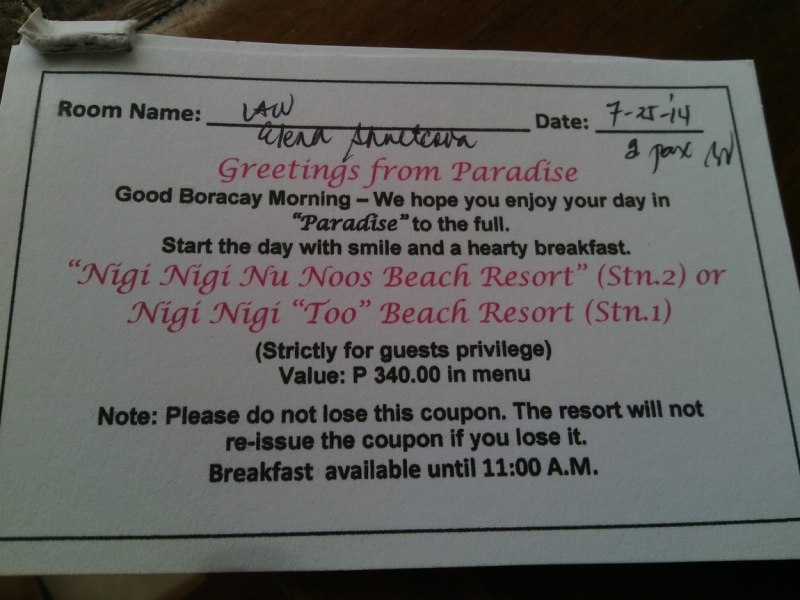 Room Name: LAW Date: 7-25-14
Elena
2 pax
Greetings from Paradise
Good Boracay Morning – We hope you enjoy your day in
"Paradise" to the full.
Start the day with smile and a hearty breakfast.
"Nigi Nigi Nu Noos Beach Resort" (Stn.2) or
Nigi Nigi "Too" Beach Resort (Stn.1)
(Strictly for guests privilege)
Value: P 340.00 in menu
Note: Please do not lose this coupon. The resort will not
re-issue the coupon if you lose it.
Breakfast available until 11:00 A.M.